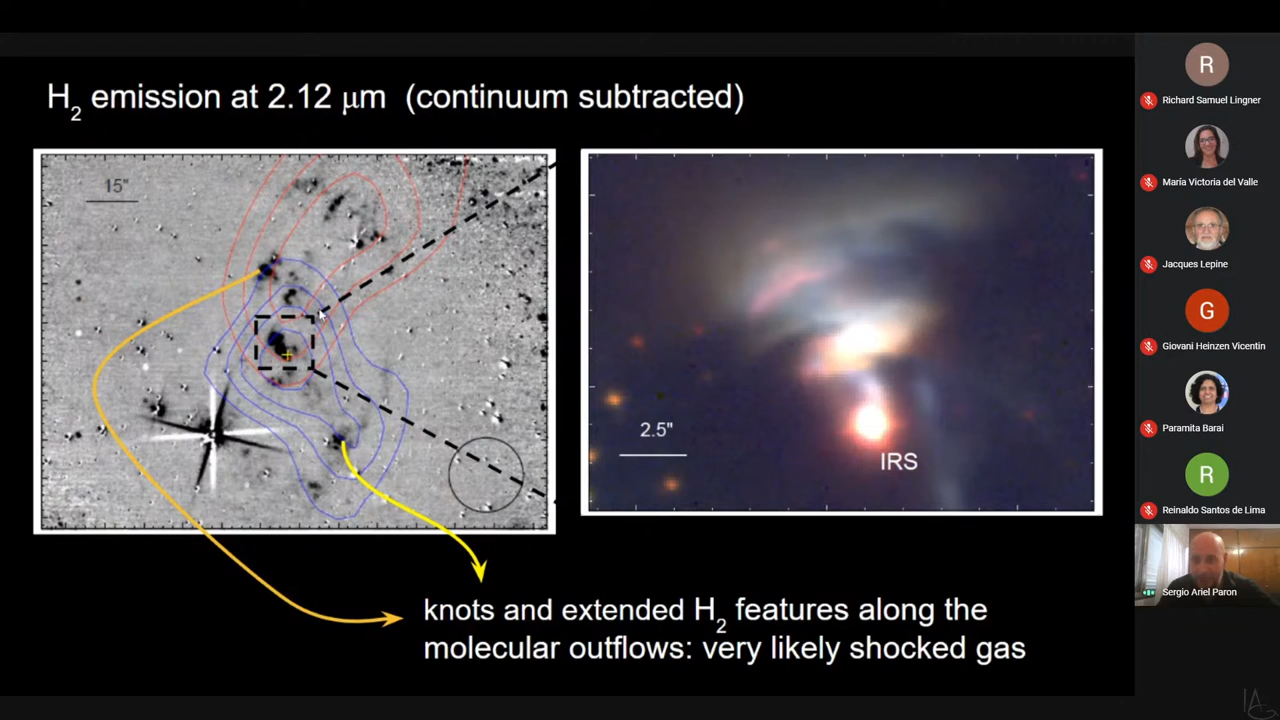 H2 emission at 2.12 μm (continuum subtracted)
15"
2.5"
IRS
knots and extended H2 features along the
molecular outflows: very likely shocked gas
R
Richard Samuel Lingner
María Victoria del Valle
Jacques Lepine
G
Giovani Heinzen Vicentin
Paramita Barai
R
Reinaldo Santos de Lima
Sergio Ariel Paron
IAG